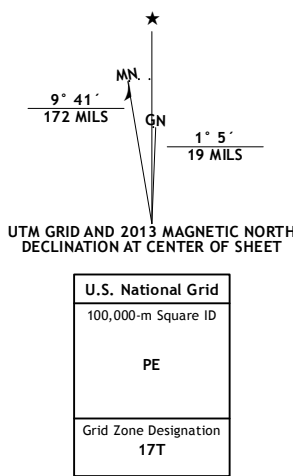 ★
MN
9° 41´
172 MILS
GN
1° 5´
19 MILS
UTM GRID AND 2013 MAGNETIC NORTH
DECLINATION AT CENTER OF SHEET
U.S. National Grid
100,000-m Square ID
PE
Grid Zone Designation
17T